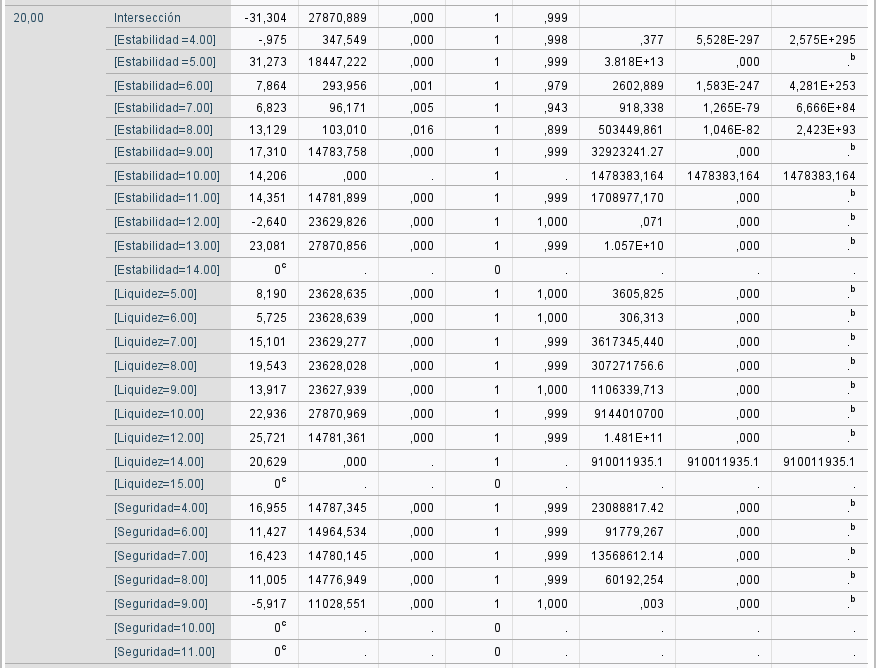 20,00 Intersección -31,304 27870,889 ,000 1 ,999
[Estabilidad =4.00] -,975 347,549 ,000 1 ,998 ,377 5,528E-297 2,575E+295
[Estabilidad =5.00] 31,273 18447,222 ,000 1 ,999 3.818E+13 ,000 .b
[Estabilidad=6.00] 7,864 293,956 ,001 1 ,979 2602,889 1,583E-247 4,281E+253
[Estabilidad=7.00] 6,823 96,171 ,005 1 ,943 918,338 1,265E-79 6,666E+84
[Estabilidad=8.00] 13,129 103,010 ,016 1 ,899 503449,861 1,046E-82 2,423E+93
[Estabilidad=9.00] 17,310 14783,758 ,000 1 ,999 32923241.27 ,000 .b
[Estabilidad=10.00] 14,206 ,000 . 1 . 1478383,164 1478383,164 1478383,164
[Estabilidad=11.00] 14,351 14781,899 ,000 1 ,999 1708977,170 ,000 .b
[Estabilidad=12.00] -2,640 23629,826 ,000 1 1,000 ,071 ,000 .b
[Estabilidad=13.00] 23,081 27870,856 ,000 1 ,999 1.057E+10 ,000 .b
[Estabilidad=14.00] 0c . . 0 . . . .
[Liquidez=5.00] 8,190 23628,635 ,000 1 1,000 3605,825 ,000 .b
[Liquidez=6.00] 5,725 23628,639 ,000 1 1,000 306,313 ,000 .b
[Liquidez=7.00] 15,101 23629,277 ,000 1 ,999 3617345,440 ,000 .b
[Liquidez=8.00] 19,543 23628,028 ,000 1 ,999 307271756.6 ,000 .b
[Liquidez=9.00] 13,917 23627,939 ,000 1 1,000 1106339,713 ,000 .b
[Liquidez=10.00] 22,936 27870,969 ,000 1 ,999 9144010700 ,000 .b
[Liquidez=12.00] 25,721 14781,361 ,000 1 ,999 1.481E+11 ,000 .b
[Liquidez=14.00] 20,629 ,000 . 1 . 910011935.1 910011935.1 910011935.1
[Liquidez=15.00] 0c . . 0 . . . .
[Seguridad=4.00] 16,955 14787,345 ,000 1 ,999 23088817.42 ,000 .b
[Seguridad=6.00] 11,427 14964,534 ,000 1 ,999 91779,267 ,000 .b
[Seguridad=7.00] 16,423 14780,145 ,000 1 ,999 13568612.14 ,000 .b
[Seguridad=8.00] 11,005 14776,949 ,000 1 ,999 60192,254 ,000 .b
[Seguridad=9.00] -5,917 11028,551 ,000 1 1,000 ,003 ,000 .b
[Seguridad=10.00] 0c . . 0 . . . .
[Seguridad=11.00] 0c . . 0 . . . .